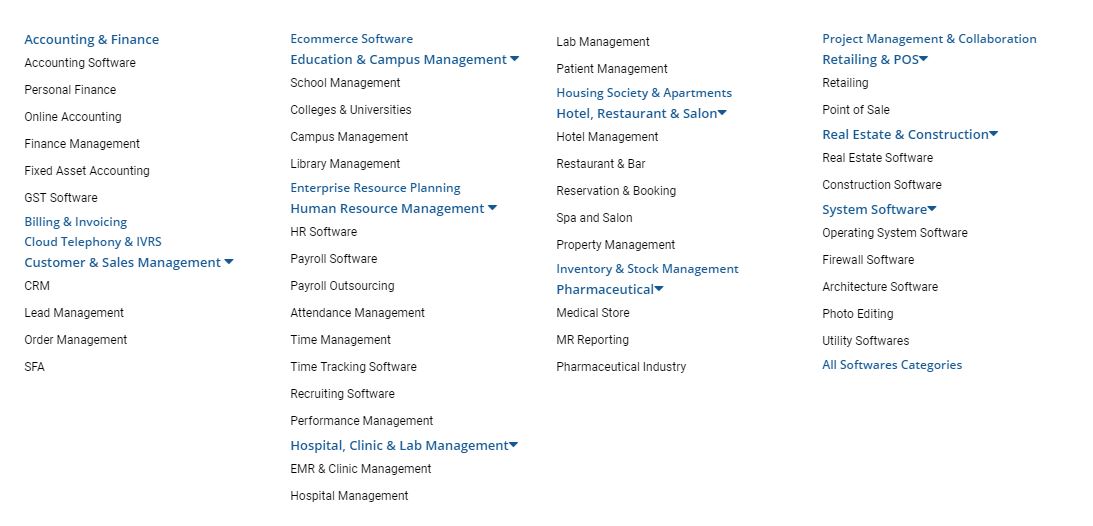 Accounting & Finance
Accounting Software
Personal Finance
Online Accounting
Finance Management
Fixed Asset Accounting
GST Software
Billing & Invoicing
Cloud Telephony & IVRS
Customer & Sales Management
CRM
Lead Management
Order Management
SFA
Ecommerce Software
Education & Campus Management
School Management
Colleges & Universities
Campus Management
Library Management
Enterprise Resource Planning
Human Resource Management
HR Software
Payroll Software
Payroll Outsourcing
Attendance Management
Time Management
Time Tracking Software
Recruiting Software
Performance Management
Hospital, Clinic & Lab Management
EMR & Clinic Management
Hospital Management
Lab Management
Patient Management
Housing Society & Apartments
Hotel, Restaurant & Salon
Hotel Management
Restaurant & Bar
Reservation & Booking
Spa and Salon
Property Management
Inventory & Stock Management
Pharmaceutical
Medical Store
MR Reporting
Pharmaceutical Industry
Project Management & Collaboration
Retailing & POS
Retailing
Point of Sale
Real Estate & Construction
Real Estate Software
Construction Software
System Software
Operating System Software
Firewall Software
Architecture Software
Photo Editing
Utility Softwares
All Softwares Categories